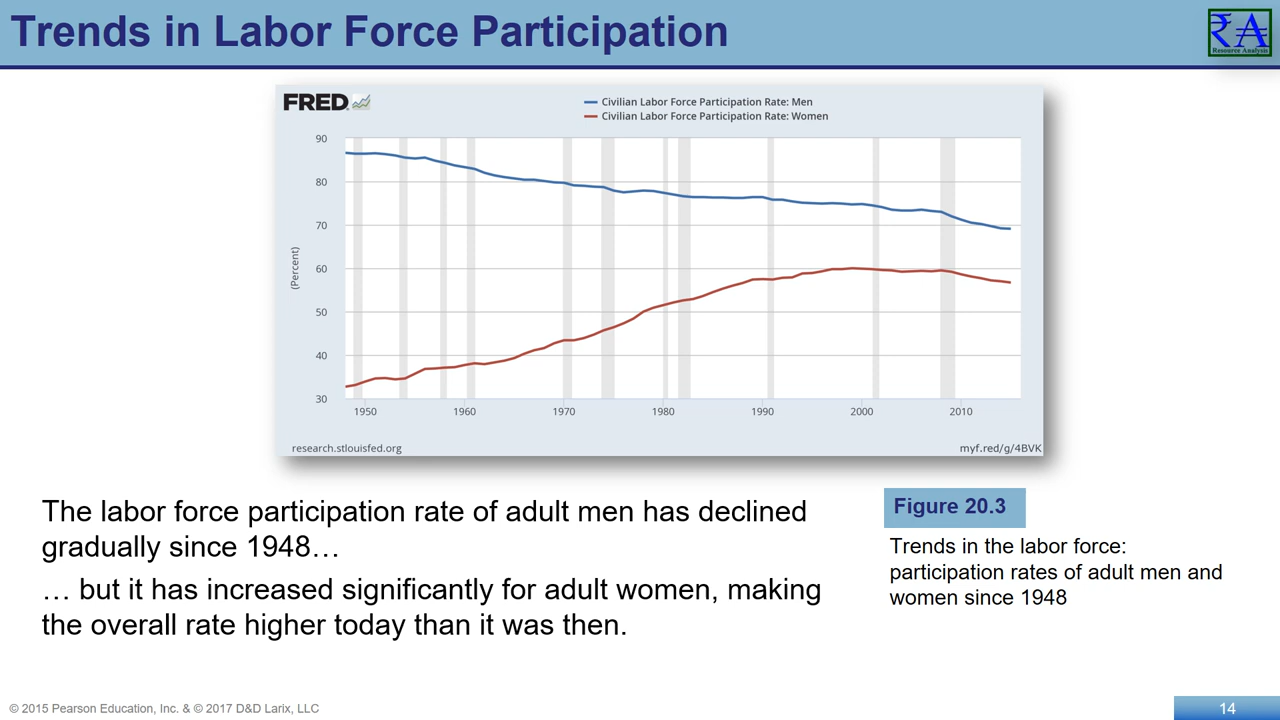 Trends in Labor Force Participation
₹A
Resource Analysis
FRED
Civilian Labor Force Participation Rate: Men
Civilian Labor Force Participation Rate: Women
90
80
70
60
50
40
30
(Percent)
1950 1960 1970 1980 1990 2000 2010
research.stlouisfed.org
myf.red/g/4BVK
The labor force participation rate of adult men has declined
gradually since 1948…
… but it has increased significantly for adult women, making
the overall rate higher today than it was then.
Figure 20.3
Trends in the labor force:
participation rates of adult men and
women since 1948
© 2015 Pearson Education, Inc. & © 2017 D&D Larix, LLC
14